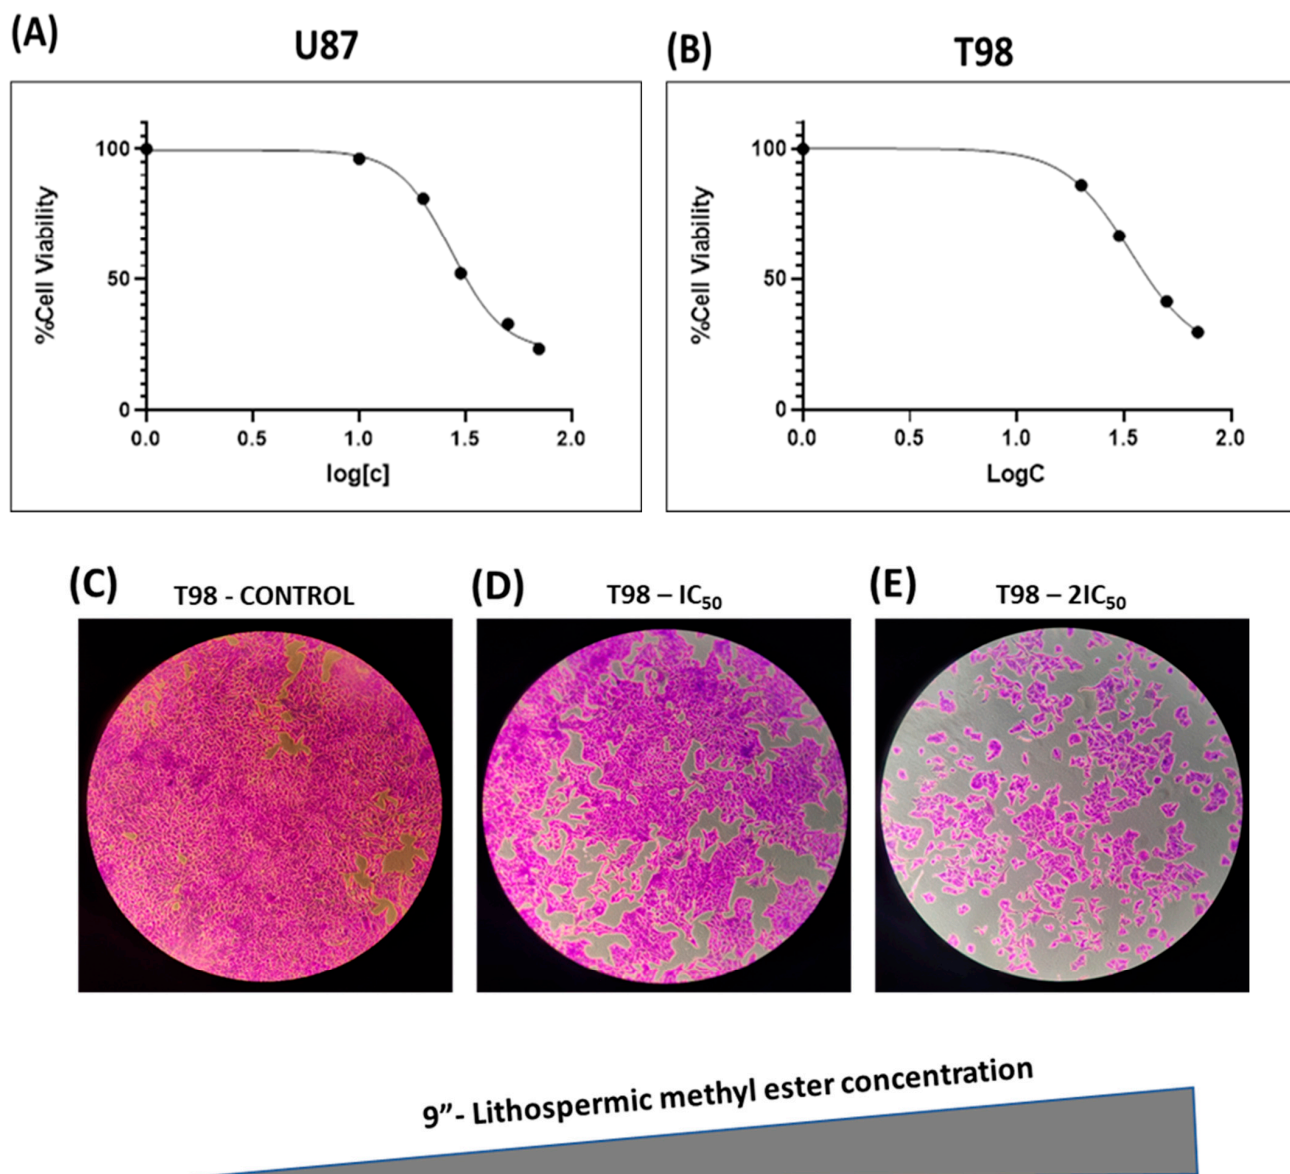 (A)
U87
%Cell Viability
100
50
0
0.0 0.5 1.0 1.5 2.0
log[c]
(B)
T98
%Cell Viability
100
50
0
0.0 0.5 1.0 1.5 2.0
LogC
(C) T98 - CONTROL
(D) T98 – IC₅₀
(E) T98 – 2IC₅₀
9”- Lithospermic methyl ester concentration